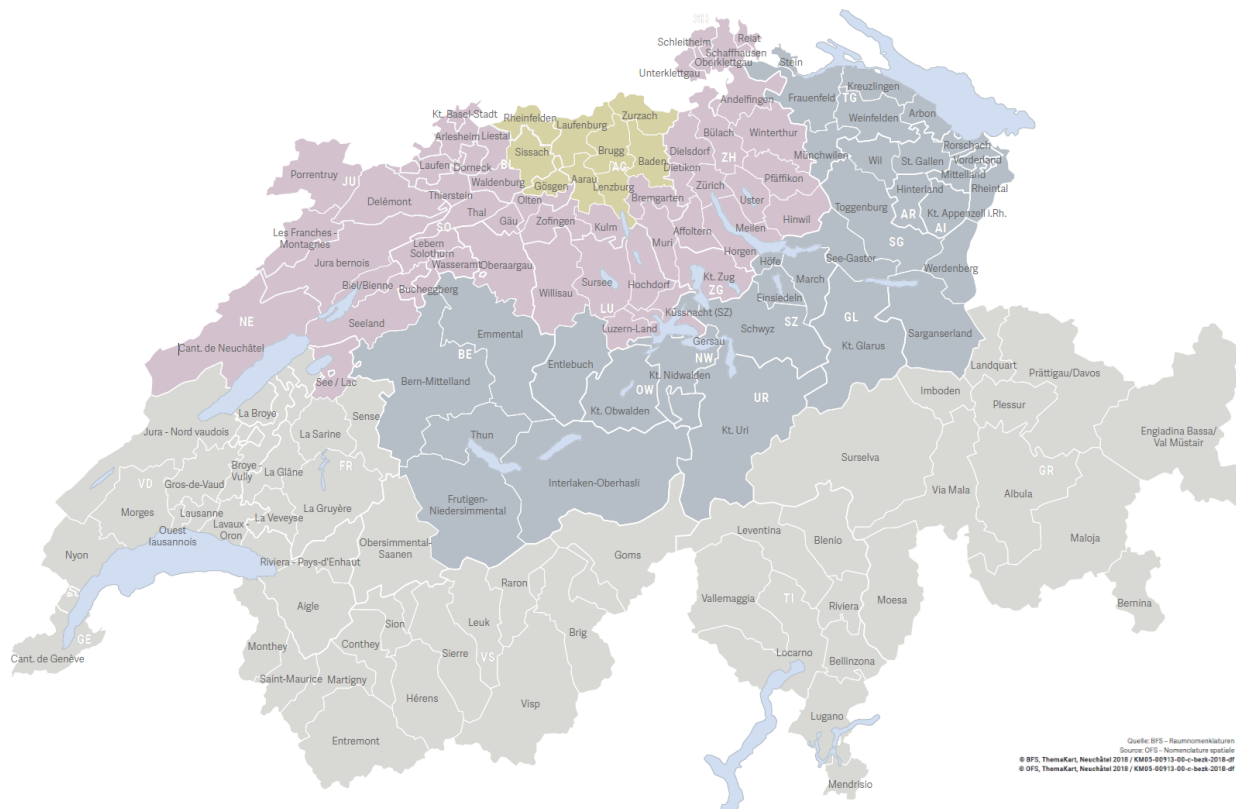 SH
Schleitheim
Reiat
Schaffhausen
Oberklettgau
Unterklettgau
Stein
Kreuzlingen
Frauenfeld
TG
Andelfingen
Weinfelden
Arbon
Kt. Basel-Stadt
Rheinfelden
Laufenburg
Zurzach
Arlesheim
Liestal
Bülach
Winterthur
Rorschach
Sissach
Brugg
Baden
Dielsdorf
ZH
Münchwilen
Wil
St. Gallen
Vorderland
Laufen
Dorneck
BL
AG
Dietikon
Mittelland
Porrentruy
JU
Waldenburg
Aarau
Lenzburg
Pfäffikon
Hinterland
Rheintal
Gösgen
Zürich
Delémont
Thierstein
Olten
Bremgarten
Uster
Toggenburg
AR
Kt. Appenzell i.Rh.
Thal
Gäu
Zofingen
Kulm
Meilen
Hinwil
AI
Les Franches -
Montagnes
SO
Affoltern
SG
Lebern
Solothurn
Muri
Horgen
Höfe
See-Gaster
Jura bernois
Wasseramt
Oberaargau
Werdenberg
Biel/Bienne
Bucheggberg
Willisau
Sursee
Hochdorf
Kt. Zug
ZG
March
Einsiedeln
NE
Seeland
LU
Küssnacht (SZ)
SZ
GL
Emmental
Luzern-Land
Schwyz
Sarganserland
Cant. de Neuchâtel
BE
Gersau
Kt. Glarus
See / Lac
Bern-Mittelland
Entlebuch
NW
Kt. Nidwalden
Landquart
Prättigau/Davos
OW
UR
Imboden
Plessur
La Broye
Sense
Kt. Obwalden
Jura - Nord vaudois
La Sarine
Thun
Kt. Uri
Engiadina Bassa/
Val Müstair
Broye -
Vully
La Glâne
FR
Surselva
GR
VD
Gros-de-Vaud
Interlaken-Oberhasli
Via Mala
Albula
Morges
Lausanne
La Veveyse
La Gruyère
Frutigen-
Niedersimmental
Lavaux -
Oron
Ouest
lausannois
Leventina
Blenio
Maloja
Nyon
Riviera - Pays-d'Enhaut
Obersimmental-
Saanen
Goms
Raron
Aigle
Vallemaggia
TI
Riviera
Moesa
Bernina
Sion
Leuk
Brig
GE
Cant. de Genève
Monthey
Conthey
Sierre
VS
Locarno
Bellinzona
Saint-Maurice
Martigny
Hérens
Visp
Lugano
Entremont
Mendrisio
Quelle: BFS – Raumnomenklaturen
Source: OFS – Nomenclature spatiale
© BFS, ThemaKart, Neuchâtel 2018 / KM05-00913-00-c-bezk-2018-df
© OFS, ThemaKart, Neuchâtel 2018 / KM05-00913-00-c-bezk-2018-df